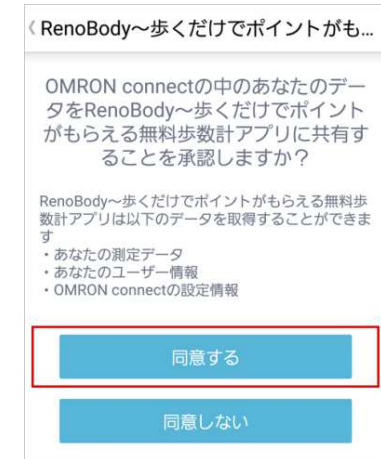 〈 RenoBody～歩くだけでポイントがも...
OMRON connectの中のあなたのデー
タをRenoBody～歩くだけでポイント
がもらえる無料歩数計アプリに共有す
ることを承認しますか？
RenoBody～歩くだけでポイントがもらえる無料歩
数計アプリは以下のデータを取得することができま
す
・あなたの測定データ
・あなたのユーザー情報
・OMRON connectの設定情報
同意する
同意しない